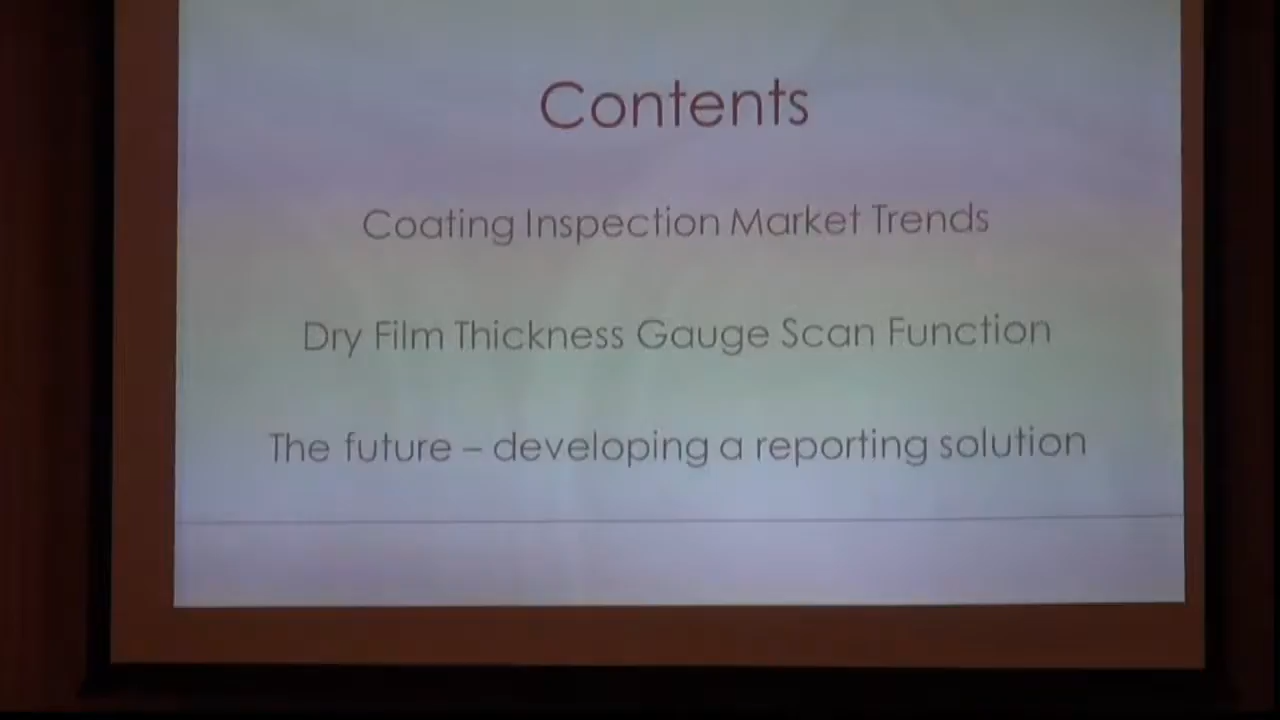 Contents
Coating Inspection Market Trends
Dry Film Thickness Gauge Scan Function
The future – developing a reporting solution